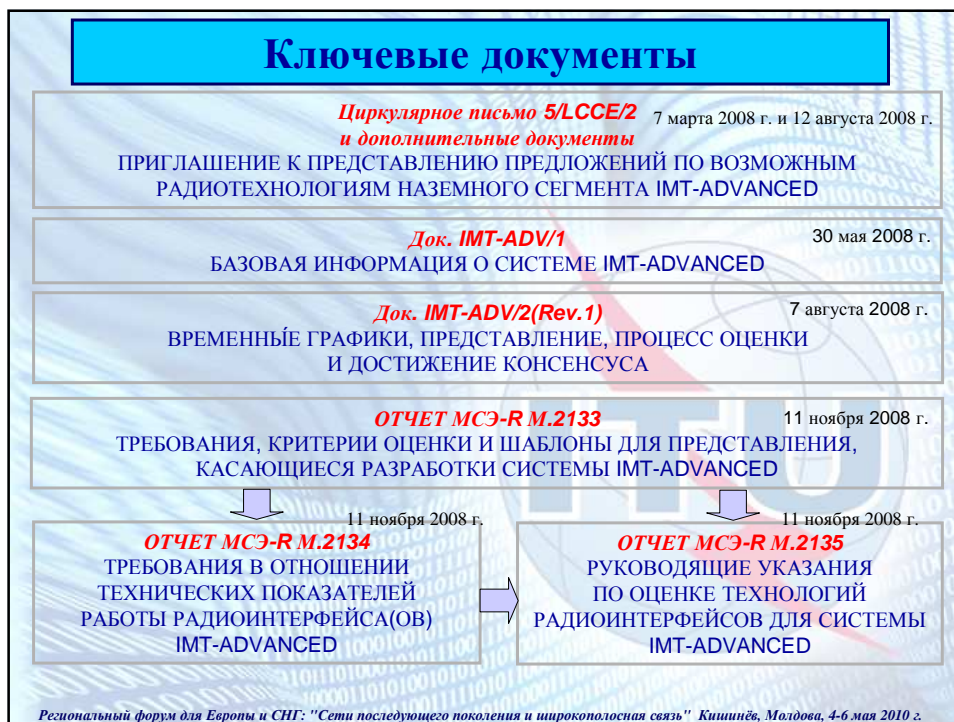 Ключевые документы
Циркулярное письмо 5/LCCE/2
7 марта 2008 г. и 12 августа 2008 г.
и дополнительные документы
ПРИГЛАШЕНИЕ К ПРЕДСТАВЛЕНИЮ ПРЕДЛОЖЕНИЙ ПО ВОЗМОЖНЫМ
РАДИОТЕХНОЛОГИЯМ НАЗЕМНОГО СЕГМЕНТА IMT-ADVANCED
Док. IMT-ADV/1
30 мая 2008 г.
БАЗОВАЯ ИНФОРМАЦИЯ О СИСТЕМЕ IMT-ADVANCED
Док. IMT-ADV/2(Rev.1)
7 августа 2008 г.
ВРЕМЕННЫ́Е ГРАФИКИ, ПРЕДСТАВЛЕНИЕ, ПРОЦЕСС ОЦЕНКИ
И ДОСТИЖЕНИЕ КОНСЕНСУСА
ОТЧЕТ МСЭ-R M.2133
11 ноября 2008 г.
ТРЕБОВАНИЯ, КРИТЕРИИ ОЦЕНКИ И ШАБЛОНЫ ДЛЯ ПРЕДСТАВЛЕНИЯ,
КАСАЮЩИЕСЯ РАЗРАБОТКИ СИСТЕМЫ IMT-ADVANCED
11 ноября 2008 г.
ОТЧЕТ МСЭ-R M.2134
ТРЕБОВАНИЯ В ОТНОШЕНИИ
ТЕХНИЧЕСКИХ ПОКАЗАТЕЛЕЙ
РАБОТЫ РАДИОИНТЕРФЕЙСА(ОВ)
IMT-ADVANCED
11 ноября 2008 г.
ОТЧЕТ МСЭ-R M.2135
РУКОВОДЯЩИЕ УКАЗАНИЯ
ПО ОЦЕНКЕ ТЕХНОЛОГИЙ
РАДИОИНТЕРФЕЙСОВ ДЛЯ СИСТЕМЫ
IMT-ADVANCED
ITU
Региональный форум для Европы и СНГ: "Сети последующего поколения и широкополосная связь" Кишинёв, Молдова, 4-6 мая 2010 г.